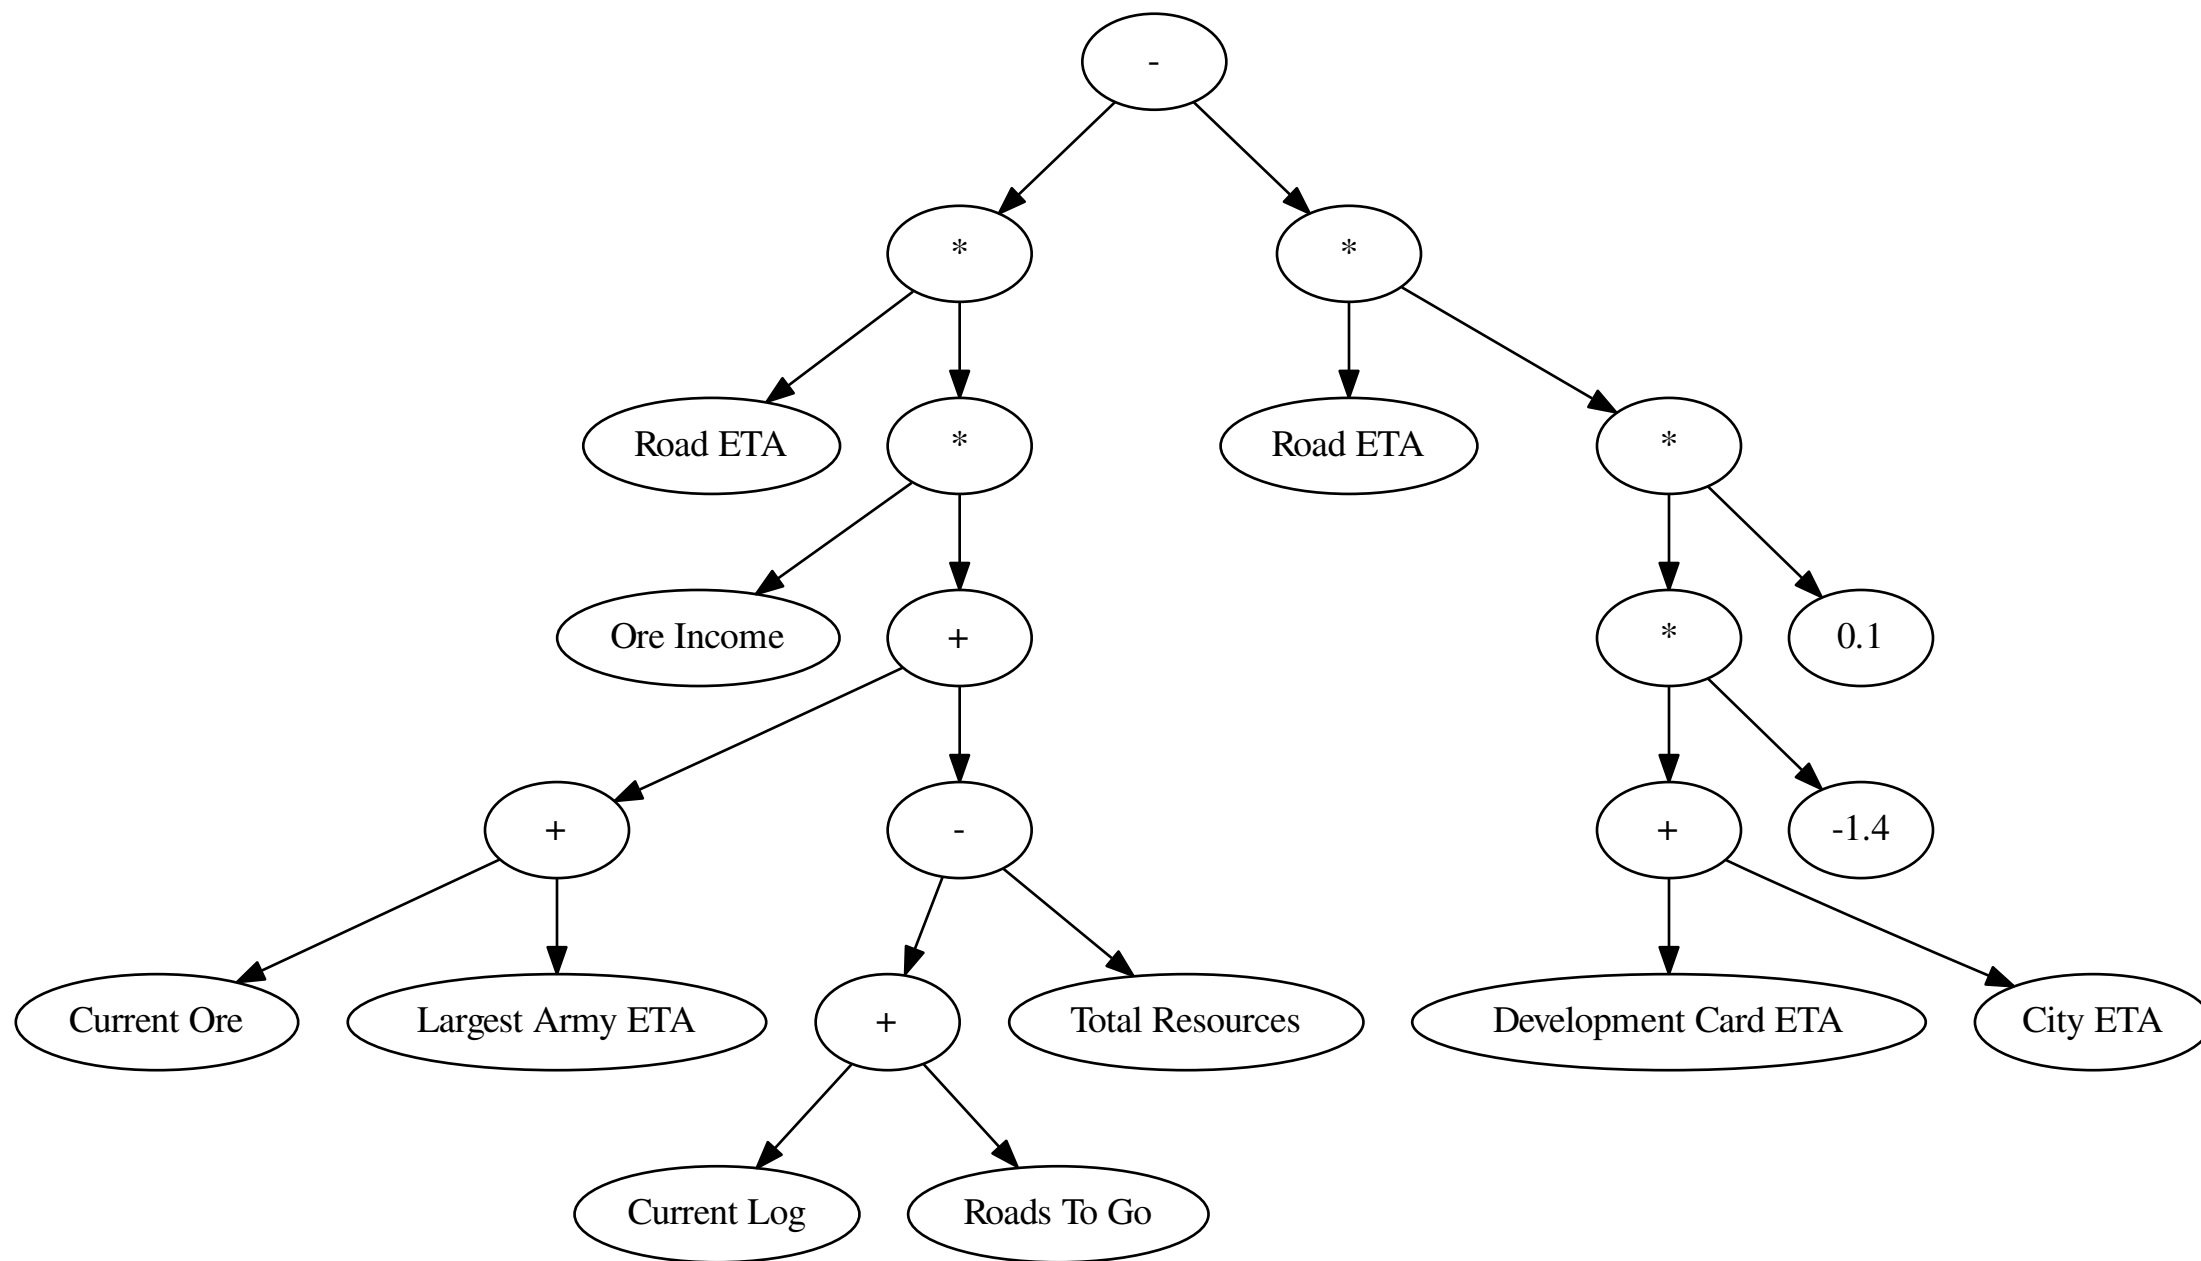 -
*
*
Road ETA
*
Road ETA
*
Ore Income
+
*
0.1
+
-
+
-1.4
Current Ore
Largest Army ETA
+
Total Resources
Development Card ETA
City ETA
Current Log
Roads To Go